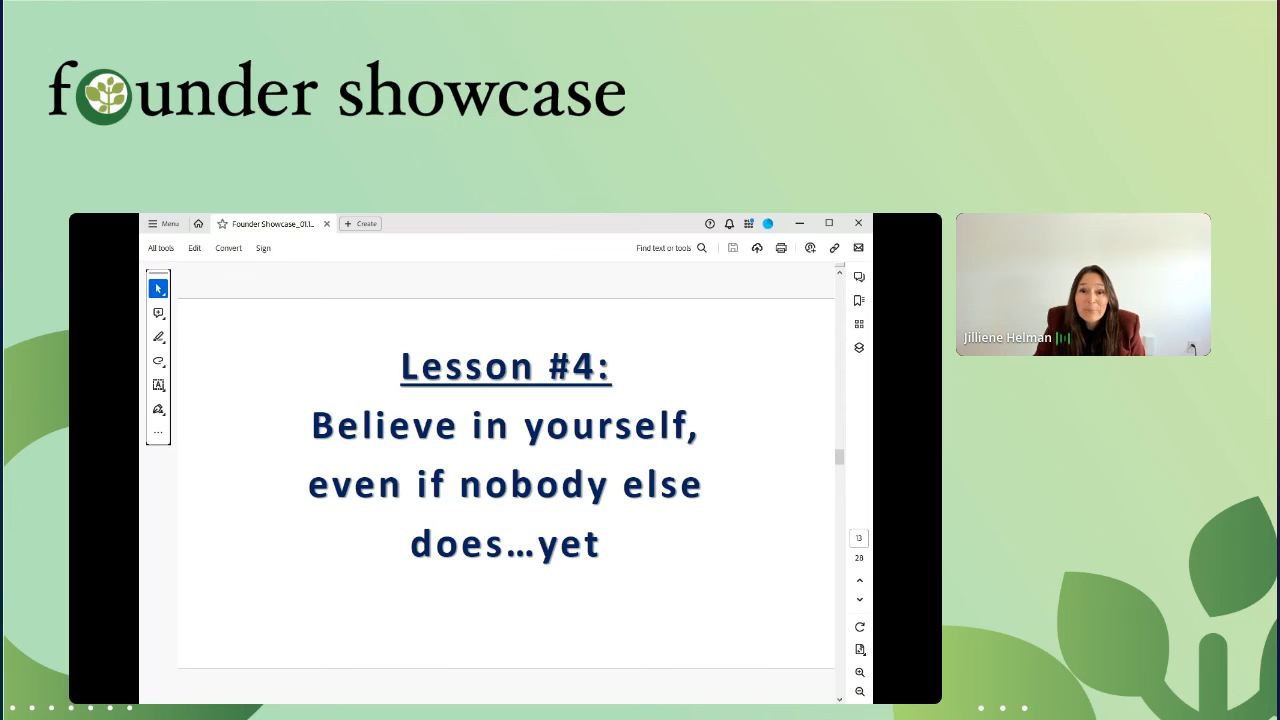 founder showcase
Menu
Founder Showcase_01.1...
Create
All tools
Edit
Convert
Sign
Find text or tools
Lesson #4:
Believe in yourself,
even if nobody else
does...yet
13
20
Jilliene Helman